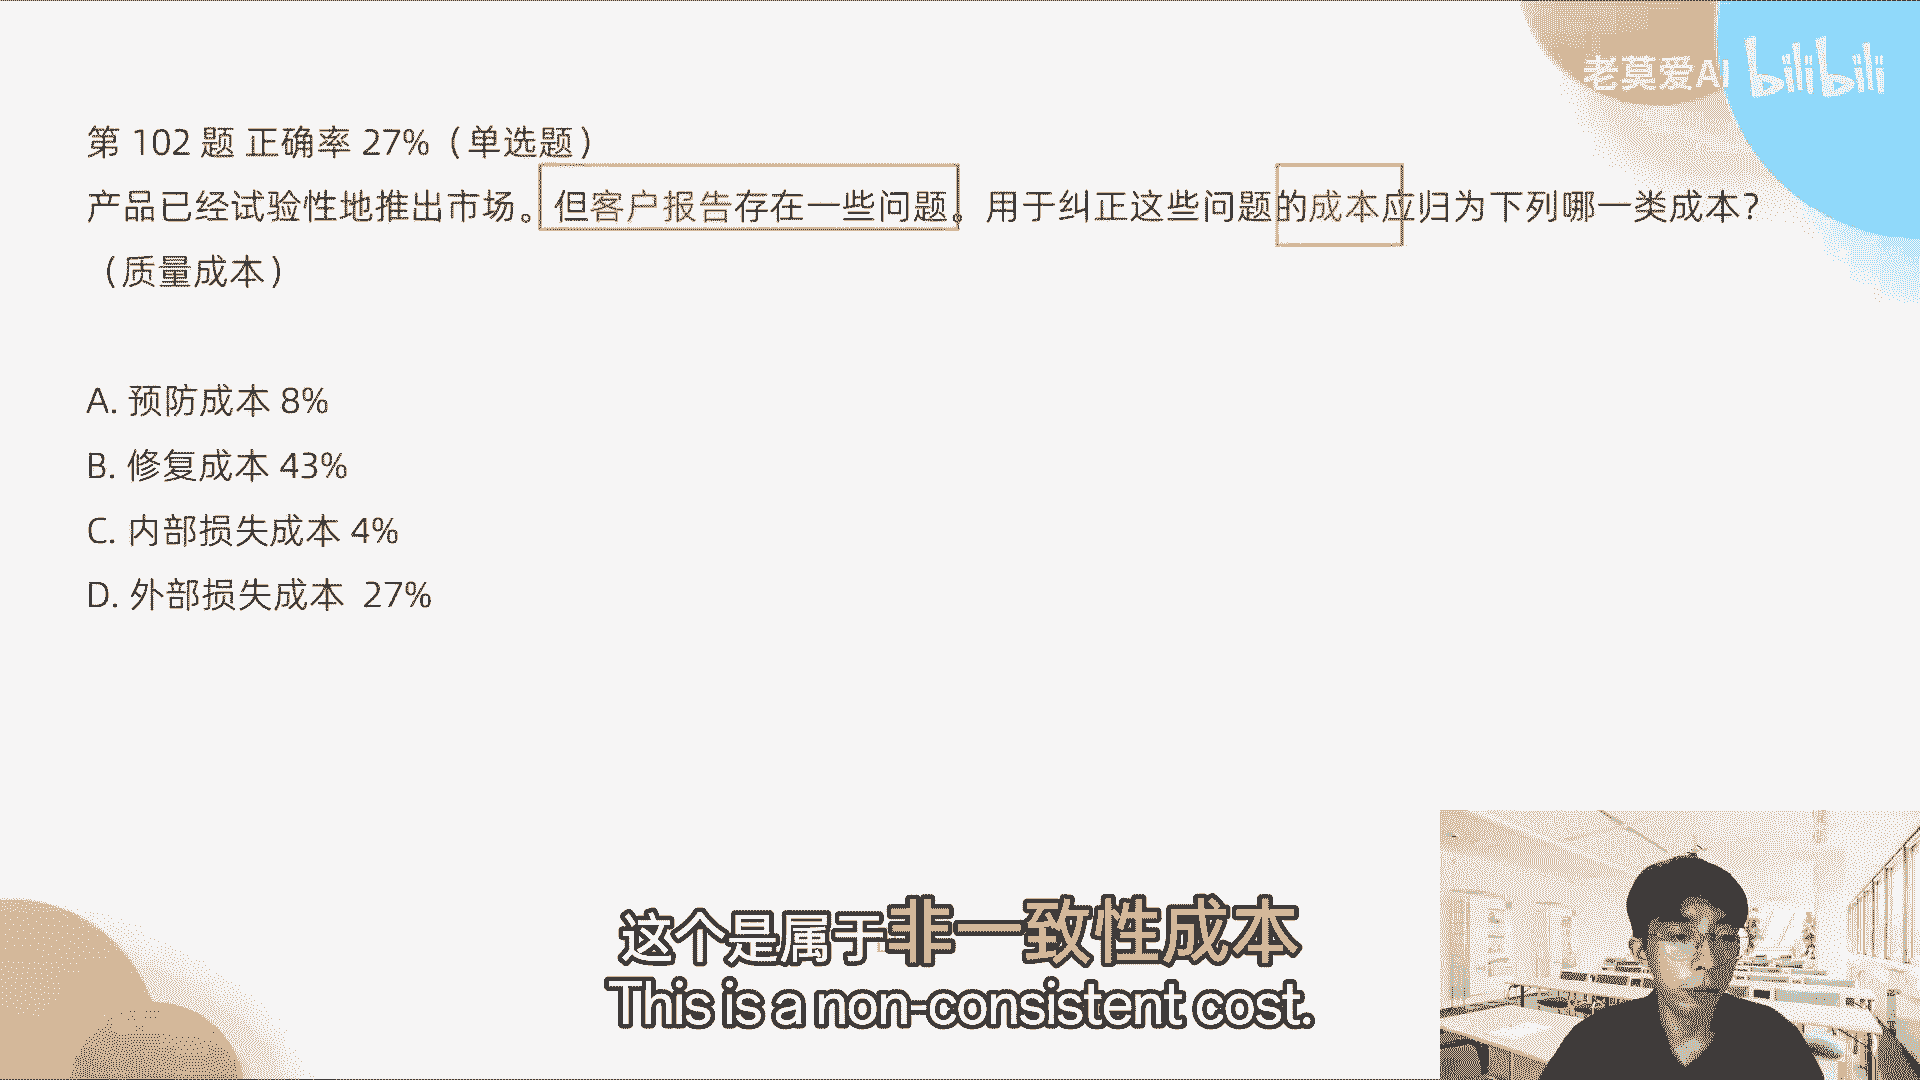 老莫爱AI bilibili
第 102 题 正确率 27%（单选题）
产品已经试验性地推出市场。但客户报告存在一些问题。用于纠正这些问题的成本应归为下列哪一类成本？
（质量成本）
A. 预防成本 8%
B. 修复成本 43%
C. 内部损失成本 4%
D. 外部损失成本 27%
这个是属于非一致性成本
This is a non-consistent cost.